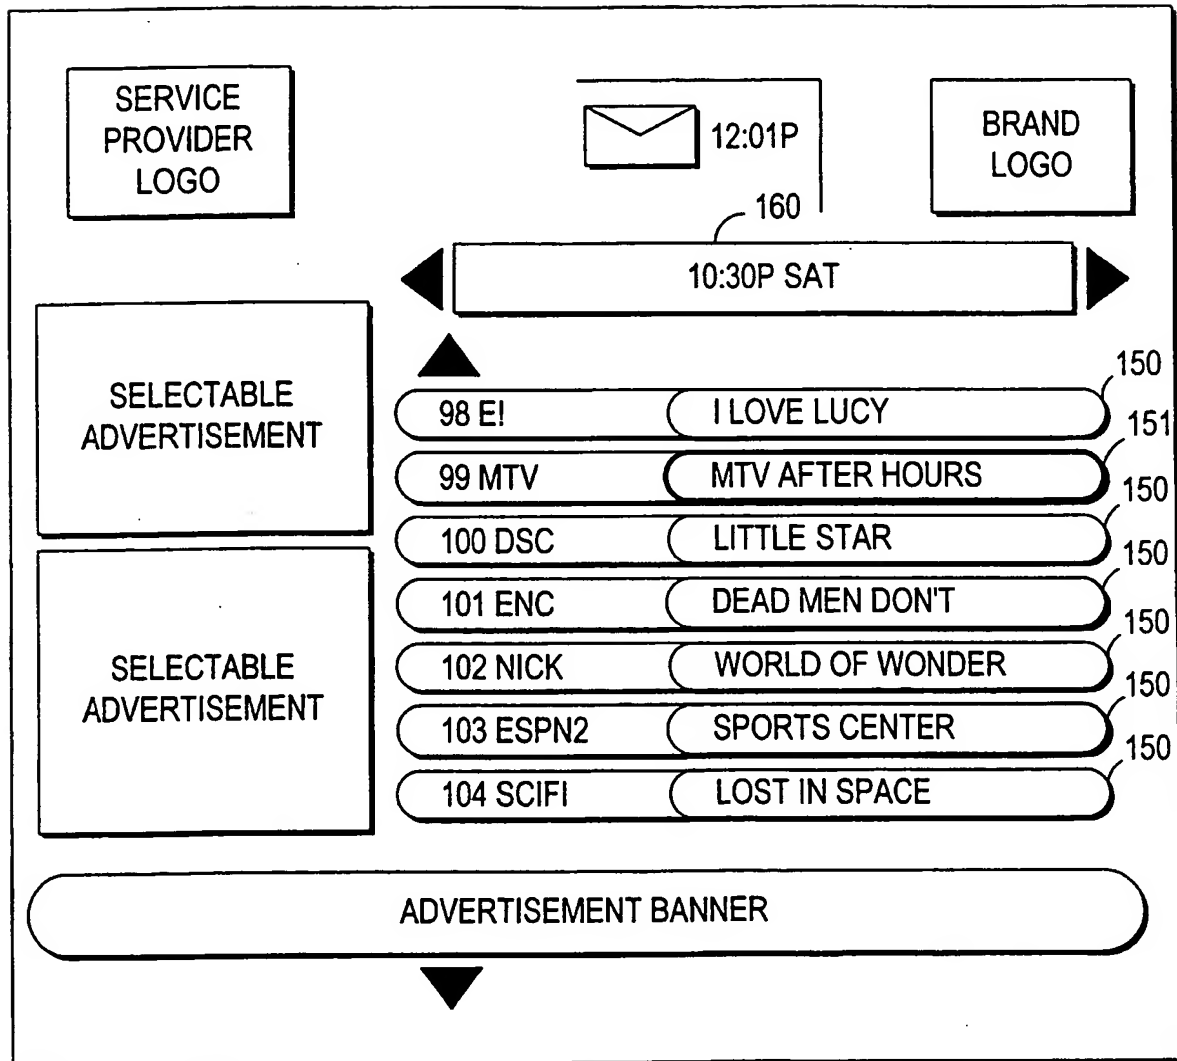 SERVICE
PROVIDER
LOGO
12:01P
BRAND
LOGO
160
10:30P SAT
SELECTABLE
ADVERTISEMENT
150
98 E! I LOVE LUCY
151
99 MTV MTV AFTER HOURS
150
100 DSC LITTLE STAR
150
101 ENC DEAD MEN DON'T
150
102 NICK WORLD OF WONDER
150
103 ESPN2 SPORTS CENTER
150
104 SCIFI LOST IN SPACE
SELECTABLE
ADVERTISEMENT
ADVERTISEMENT BANNER